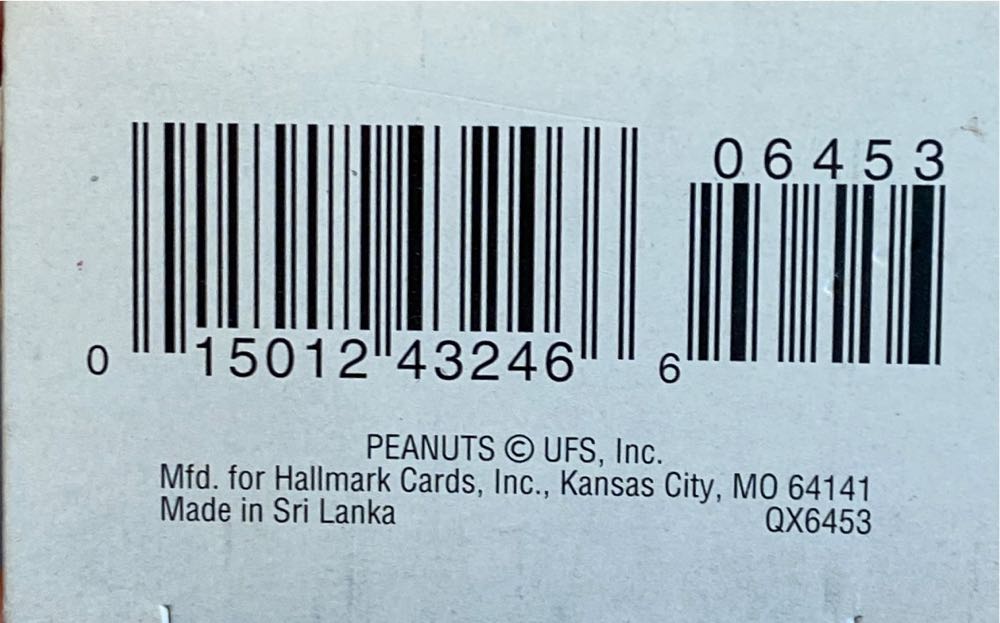 06453
0 15012 43246 6
PEANUTS © UFS, Inc.
Mfd. for Hallmark Cards, Inc., Kansas City, MO 64141
Made in Sri Lanka QX6453